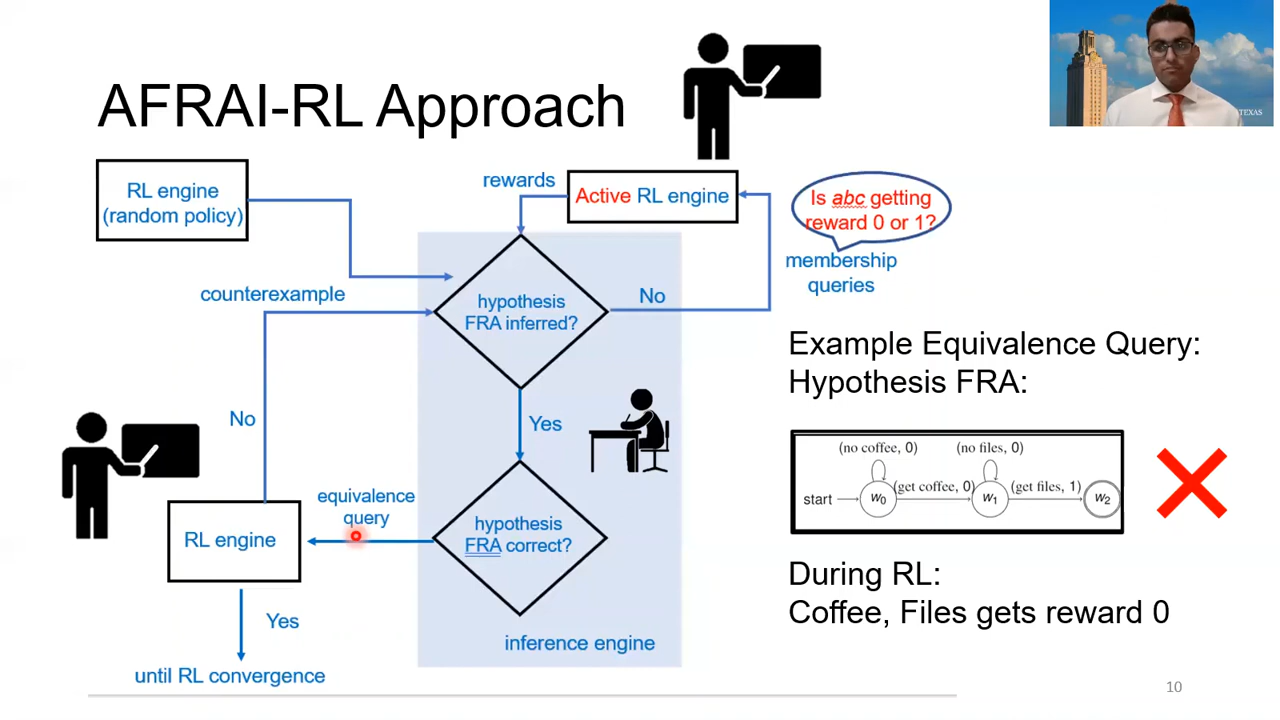 AFRAI-RL Approach
TEXAS
RL engine
(random policy)
rewards
Active RL engine
Is abc getting
reward 0 or 1?
membership
queries
counterexample
hypothesis
FRA inferred?
No
Example Equivalence Query:
Hypothesis FRA:
No
Yes
(no coffee, 0)
(no files, 0)
start
w0
(get coffee, 0)
w1
(get files, 1)
w2
equivalence
query
RL engine
hypothesis
FRA correct?
During RL:
Coffee, Files gets reward 0
Yes
inference engine
until RL convergence
10